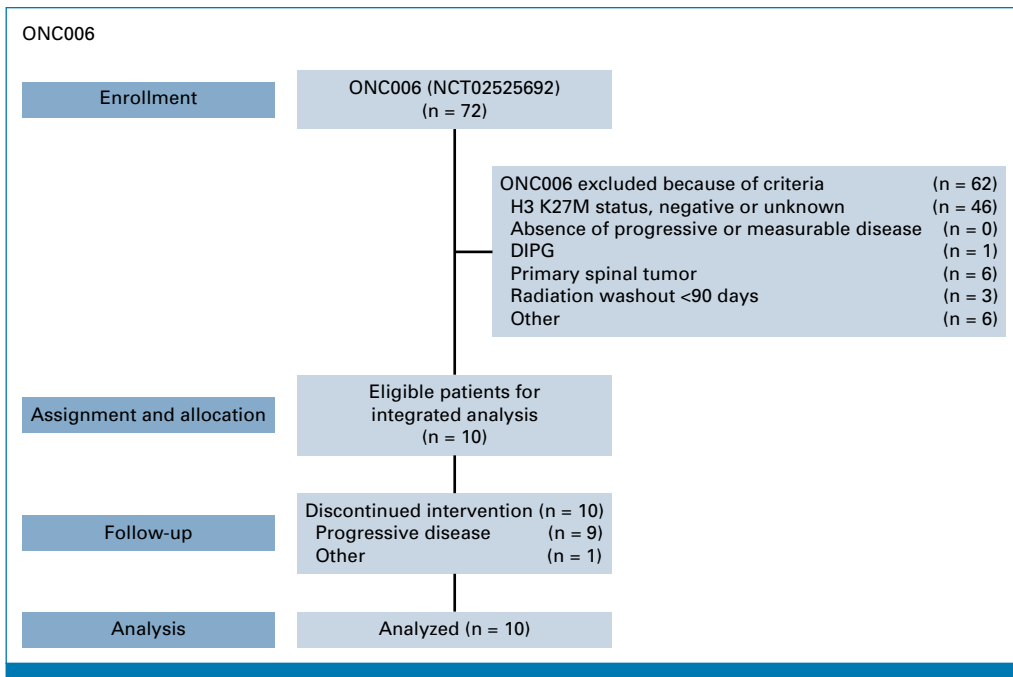 ONC006
Enrollment
ONC006 (NCT02525692)
(n = 72)
ONC006 excluded because of criteria (n = 62)
H3 K27M status, negative or unknown (n = 46)
Absence of progressive or measurable disease (n = 0)
DIPG (n = 1)
Primary spinal tumor (n = 6)
Radiation washout <90 days (n = 3)
Other (n = 6)
Assignment and allocation
Eligible patients for
integrated analysis
(n = 10)
Follow-up
Discontinued intervention (n = 10)
Progressive disease (n = 9)
Other (n = 1)
Analysis
Analyzed (n = 10)